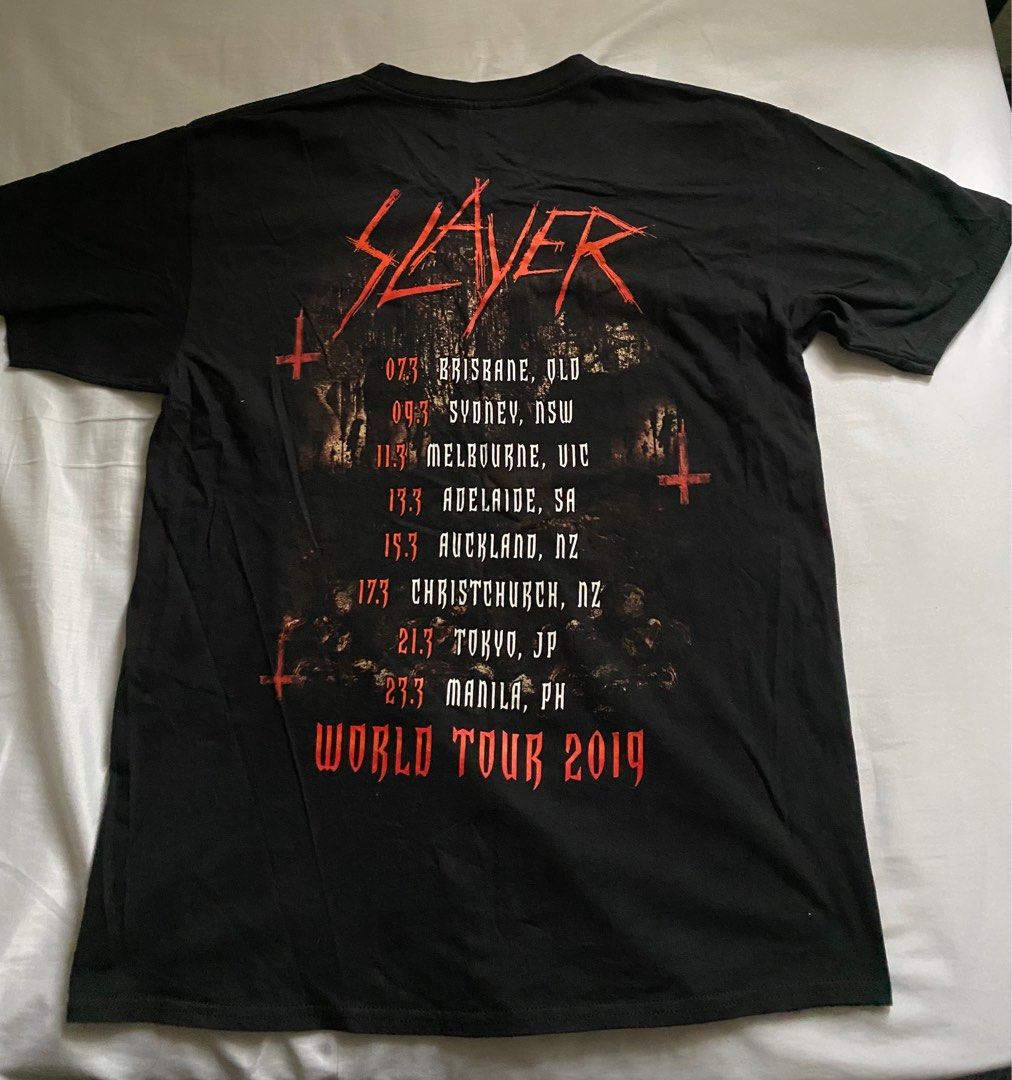 SLAYER
07.3 BRISBANE, QLD
09.3 SYDNEY, NSW
11.3 MELBOURNE, VIC
13.3 ADELAIDE, SA
15.3 AUCKLAND, NZ
17.3 CHRISTCHURCH, NZ
21.3 TOKYO, JP
23.3 MANILA, PH
WORLD TOUR 2019